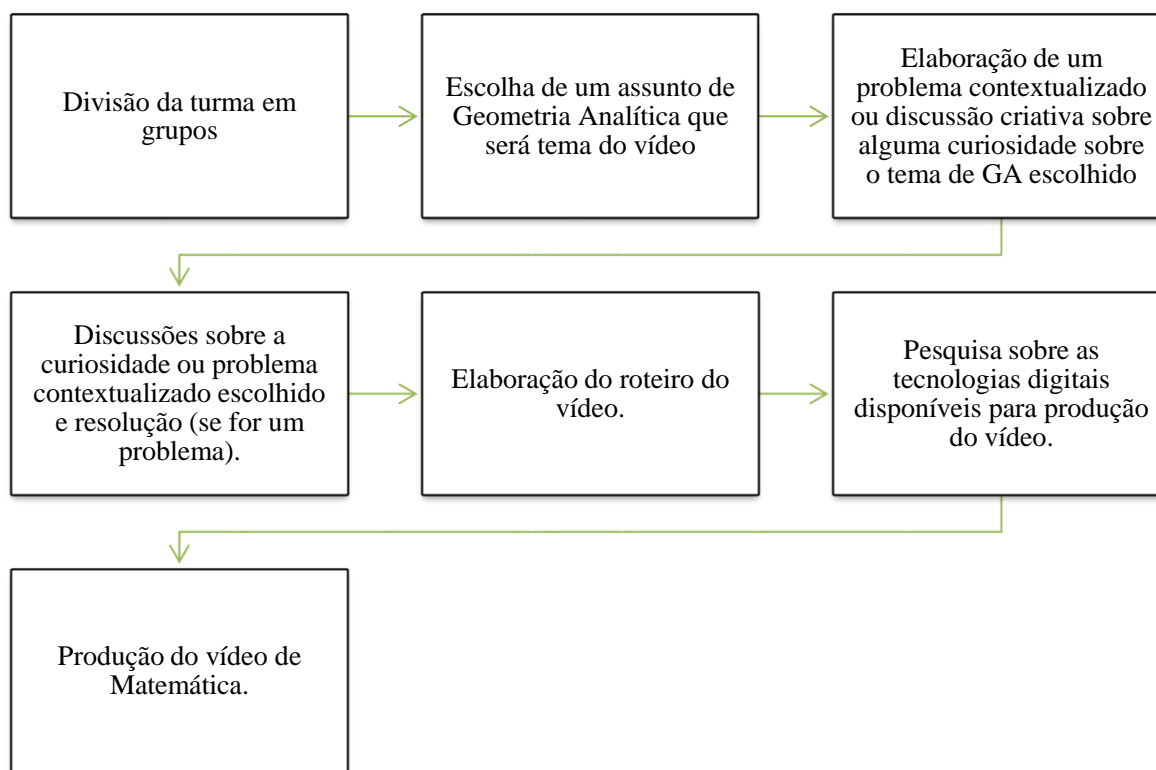 Divisão da turma em
grupos
Escolha de um assunto de
Geometria Analítica que
será tema do vídeo
Elaboração de um
problema contextualizado
ou discussão criativa sobre
alguma curiosidade sobre
o tema de GA escolhido
Discussões sobre a
curiosidade ou problema
contextualizado escolhido
e resolução (se for um
problema).
Elaboração do roteiro do
vídeo.
Pesquisa sobre as
tecnologias digitais
disponíveis para produção
do vídeo.
Produção do vídeo de
Matemática.